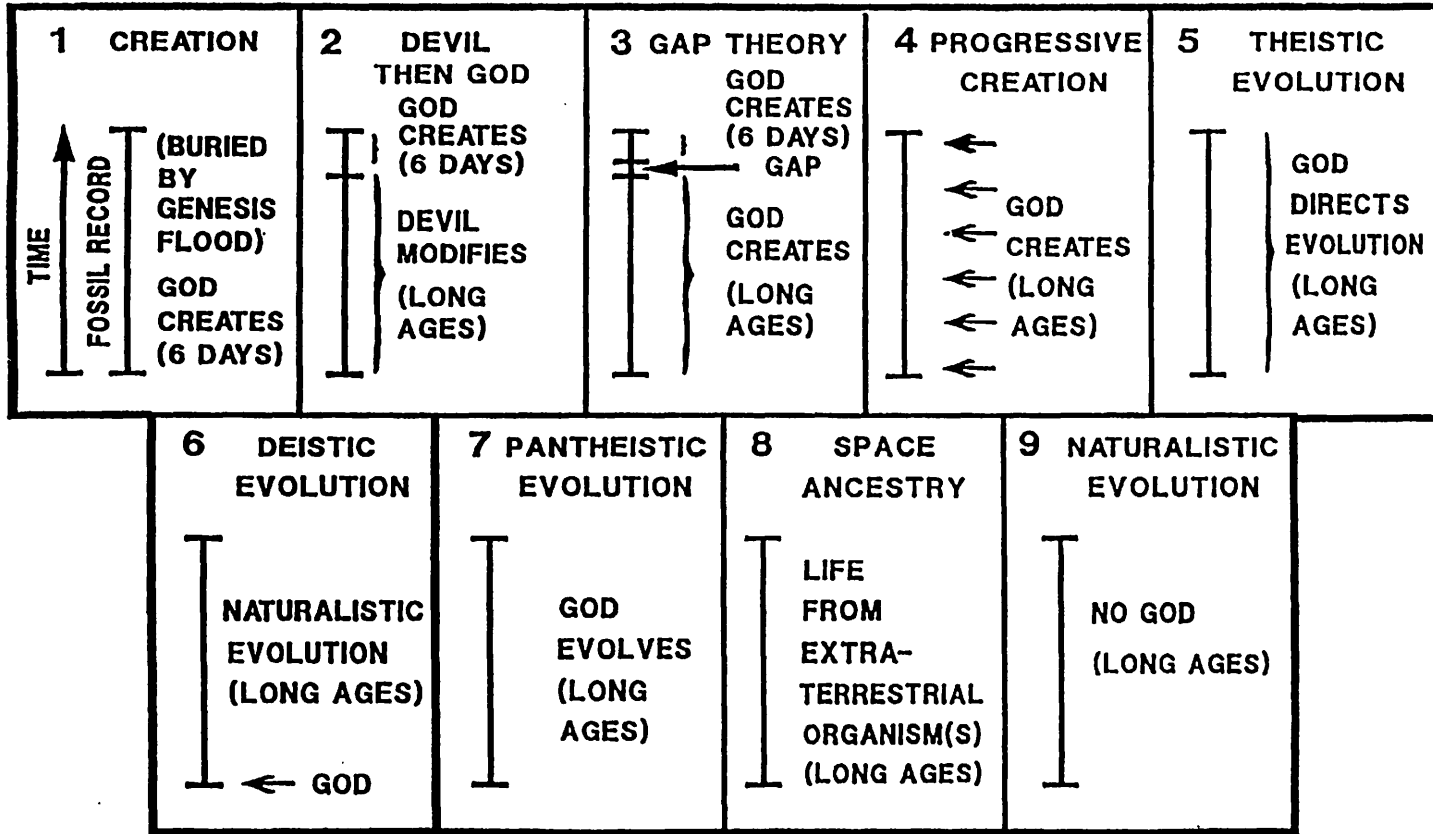 1 CREATION
TIME
FOSSIL RECORD
(BURIED
BY
GENESIS
FLOOD)
GOD
CREATES
(6 DAYS)
2 DEVIL
THEN GOD
GOD
CREATES
(6 DAYS)
DEVIL
MODIFIES
(LONG
AGES)
3 GAP THEORY
GOD
CREATES
(6 DAYS)
GAP
GOD
CREATES
(LONG
AGES)
4 PROGRESSIVE
CREATION
GOD
CREATES
(LONG
AGES)
5 THEISTIC
EVOLUTION
GOD
DIRECTS
EVOLUTION
(LONG
AGES)
6 DEISTIC
EVOLUTION
NATURALISTIC
EVOLUTION
(LONG AGES)
GOD
7 PANTHEISTIC
EVOLUTION
GOD
EVOLVES
(LONG
AGES)
8 SPACE
ANCESTRY
LIFE
FROM
EXTRA-
TERRESTRIAL
ORGANISM(S)
(LONG AGES)
9 NATURALISTIC
EVOLUTION
NO GOD
(LONG AGES)